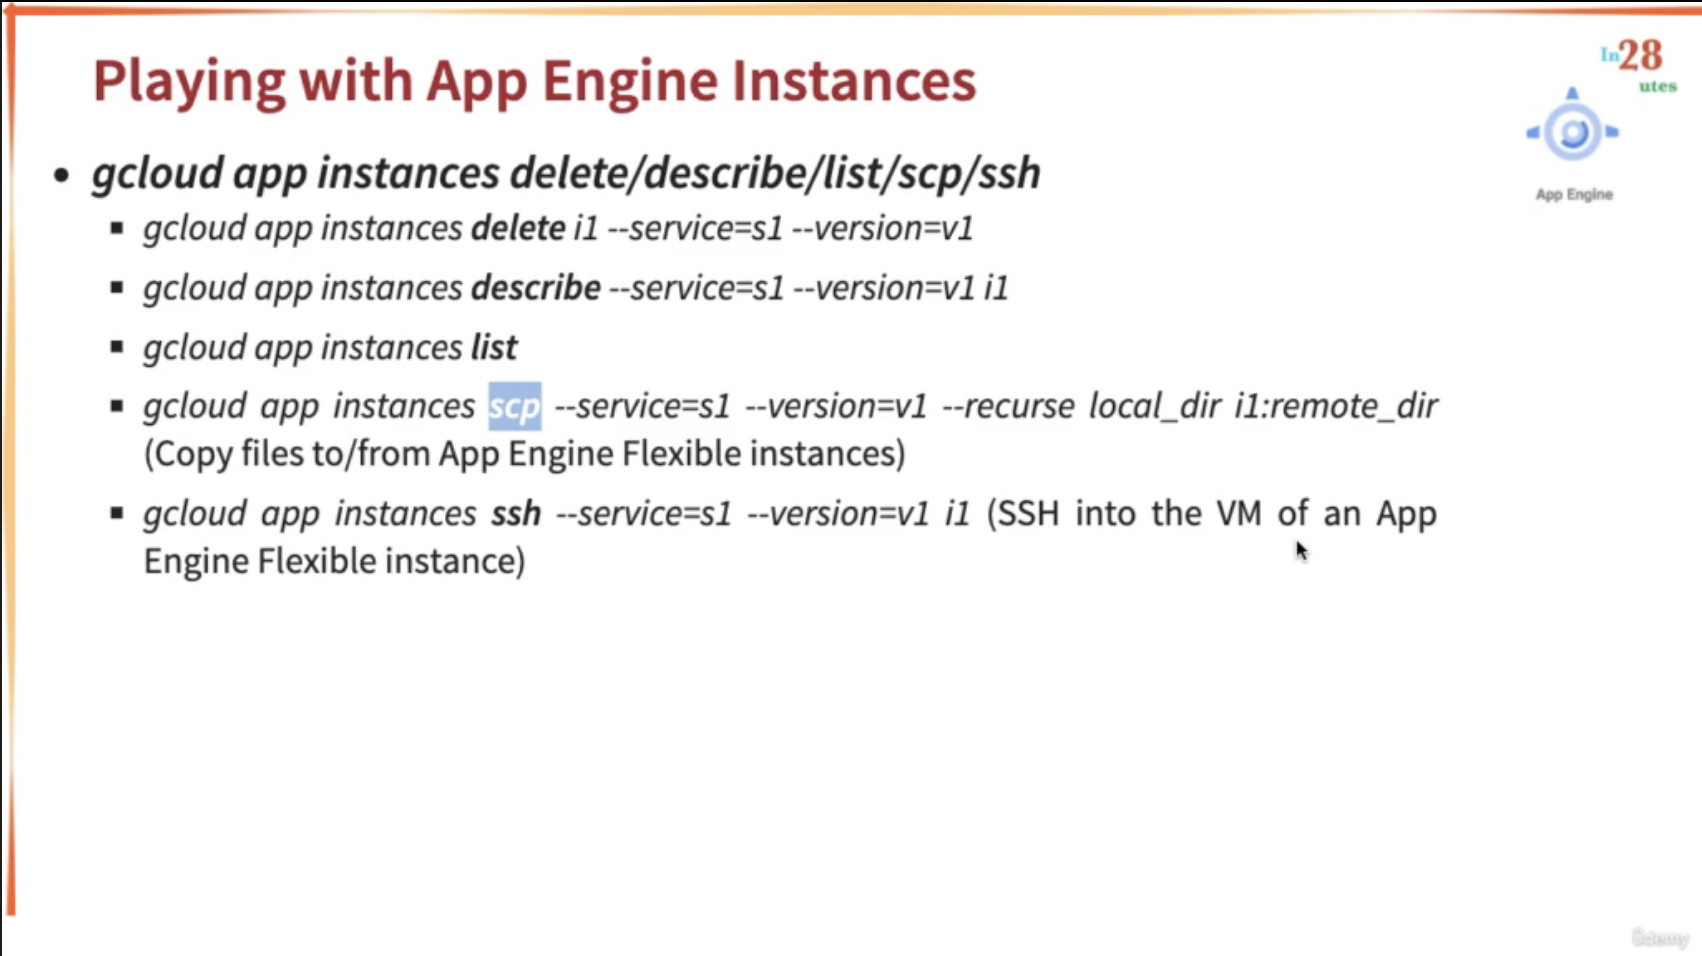 Playing with App Engine Instances
In28
utes
App Engine
• gcloud app instances delete/describe/list/scp/ssh
▪ gcloud app instances delete i1 --service=s1 --version=v1
▪ gcloud app instances describe --service=s1 --version=v1 i1
▪ gcloud app instances list
▪ gcloud app instances scp --service=s1 --version=v1 --recurse local_dir i1:remote_dir
(Copy files to/from App Engine Flexible instances)
▪ gcloud app instances ssh --service=s1 --version=v1 i1 (SSH into the VM of an App
Engine Flexible instance)
ûdemy